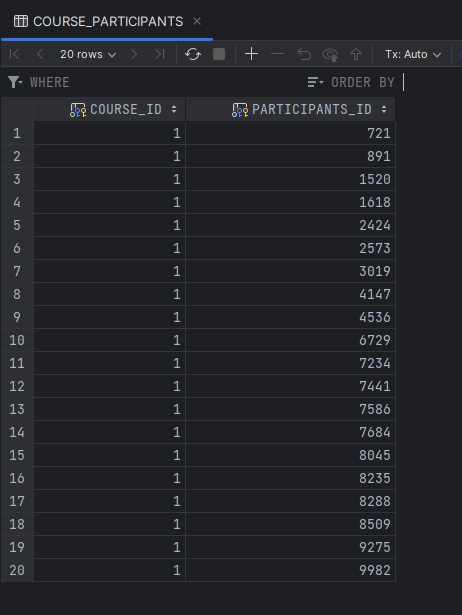 COURSE_PARTICIPANTS
20 rows Tx: Auto
WHERE ORDER BY
COURSE_ID PARTICIPANTS_ID
1 1 721
2 1 891
3 1 1520
4 1 1618
5 1 2424
6 1 2573
7 1 3019
8 1 4147
9 1 4536
10 1 6729
11 1 7234
12 1 7441
13 1 7586
14 1 7684
15 1 8045
16 1 8235
17 1 8288
18 1 8509
19 1 9275
20 1 9982